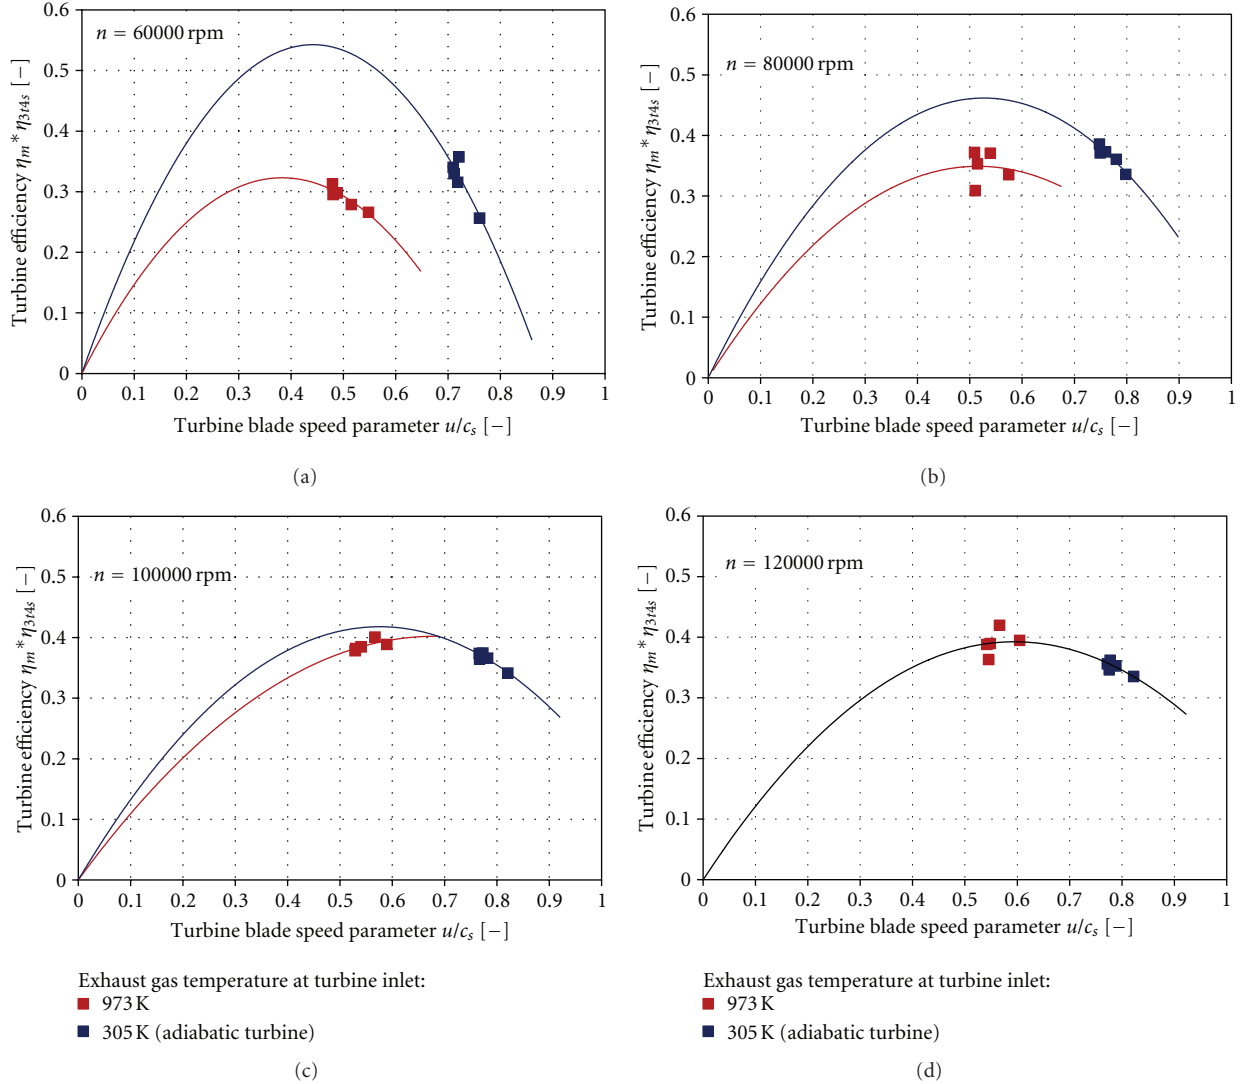 n = 60000 rpm
0.6
0.5
0.4
0.3
0.2
0.1
0
0 0.1 0.2 0.3 0.4 0.5 0.6 0.7 0.8 0.9 1
Turbine efficiency ηm* η3t4s [−]
Turbine blade speed parameter u/cs [−]
(a)
n = 80000 rpm
0.6
0.5
0.4
0.3
0.2
0.1
0
0 0.1 0.2 0.3 0.4 0.5 0.6 0.7 0.8 0.9 1
Turbine efficiency ηm* η3t4s [−]
Turbine blade speed parameter u/cs [−]
(b)
n = 100000 rpm
0.6
0.5
0.4
0.3
0.2
0.1
0
0 0.1 0.2 0.3 0.4 0.5 0.6 0.7 0.8 0.9 1
Turbine efficiency ηm* η3t4s [−]
Turbine blade speed parameter u/cs [−]
Exhaust gas temperature at turbine inlet:
973 K
305 K (adiabatic turbine)
(c)
n = 120000 rpm
0.6
0.5
0.4
0.3
0.2
0.1
0
0 0.1 0.2 0.3 0.4 0.5 0.6 0.7 0.8 0.9 1
Turbine efficiency ηm* η3t4s [−]
Turbine blade speed parameter u/cs [−]
Exhaust gas temperature at turbine inlet:
973 K
305 K (adiabatic turbine)
(d)